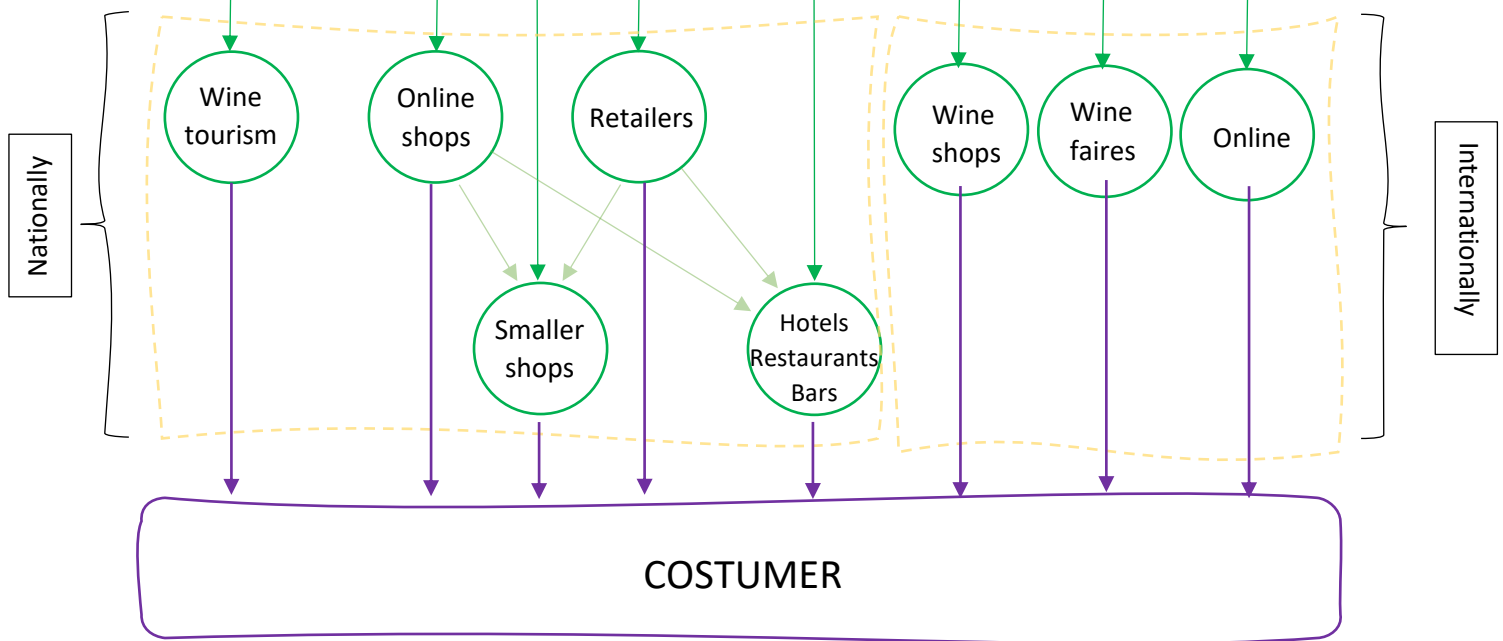 Nationally
Wine
tourism
Online
shops
Retailers
Smaller
shops
Hotels
Restaurants
Bars
Wine
shops
Wine
faires
Online
Internationally
COSTUMER